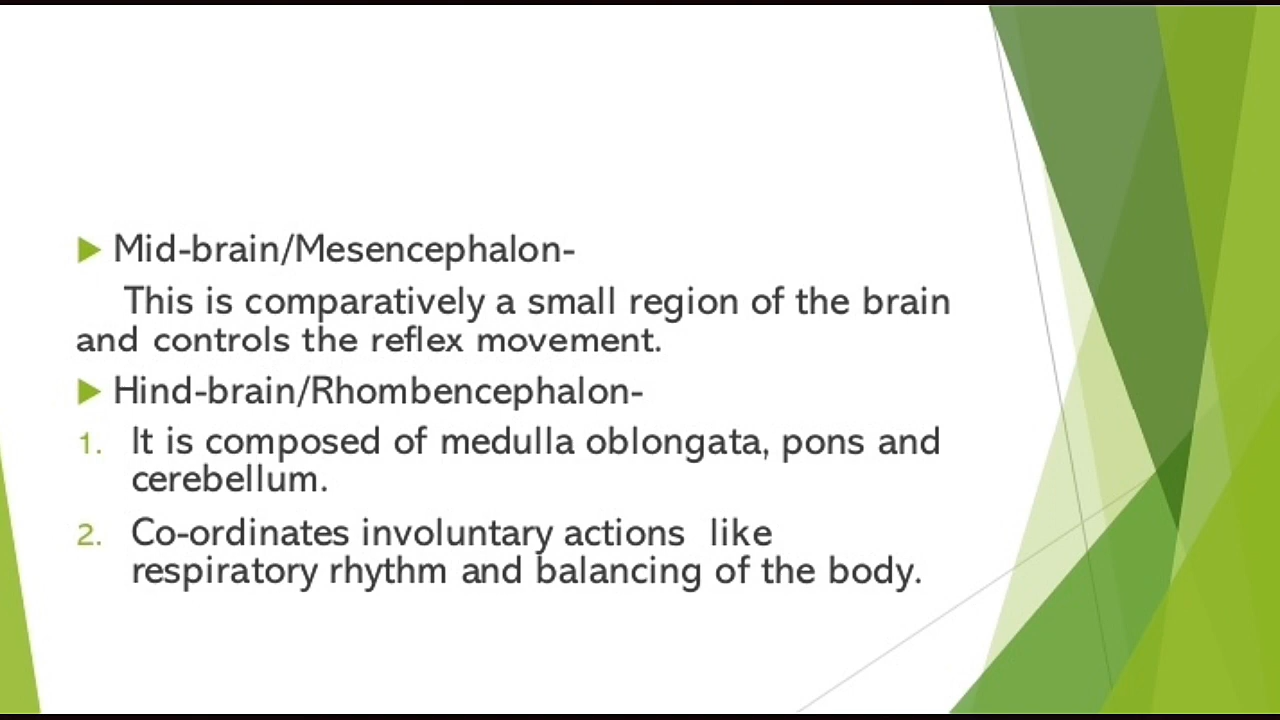 Mid-brain/Mesencephalon-
This is comparatively a small region of the brain
and controls the reflex movement.
Hind-brain/Rhombencephalon-
1. It is composed of medulla oblongata, pons and
cerebellum.
2. Co-ordinates involuntary actions like
respiratory rhythm and balancing of the body.